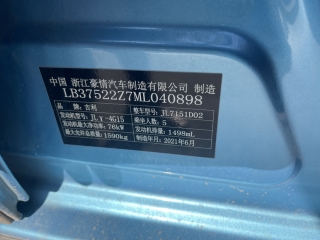 中国 浙江豪情汽车制造有限公司 制造
LB37522Z7ML040898
品牌: 吉利 整车型号: JL7151D02
发动机型号: JLγ-4G15 乘坐人数: 5
发动机最大净功率: 76kW 发动机排量: 1498mL
最大允许总质量: 1590kg 制造年月: 2021年6月